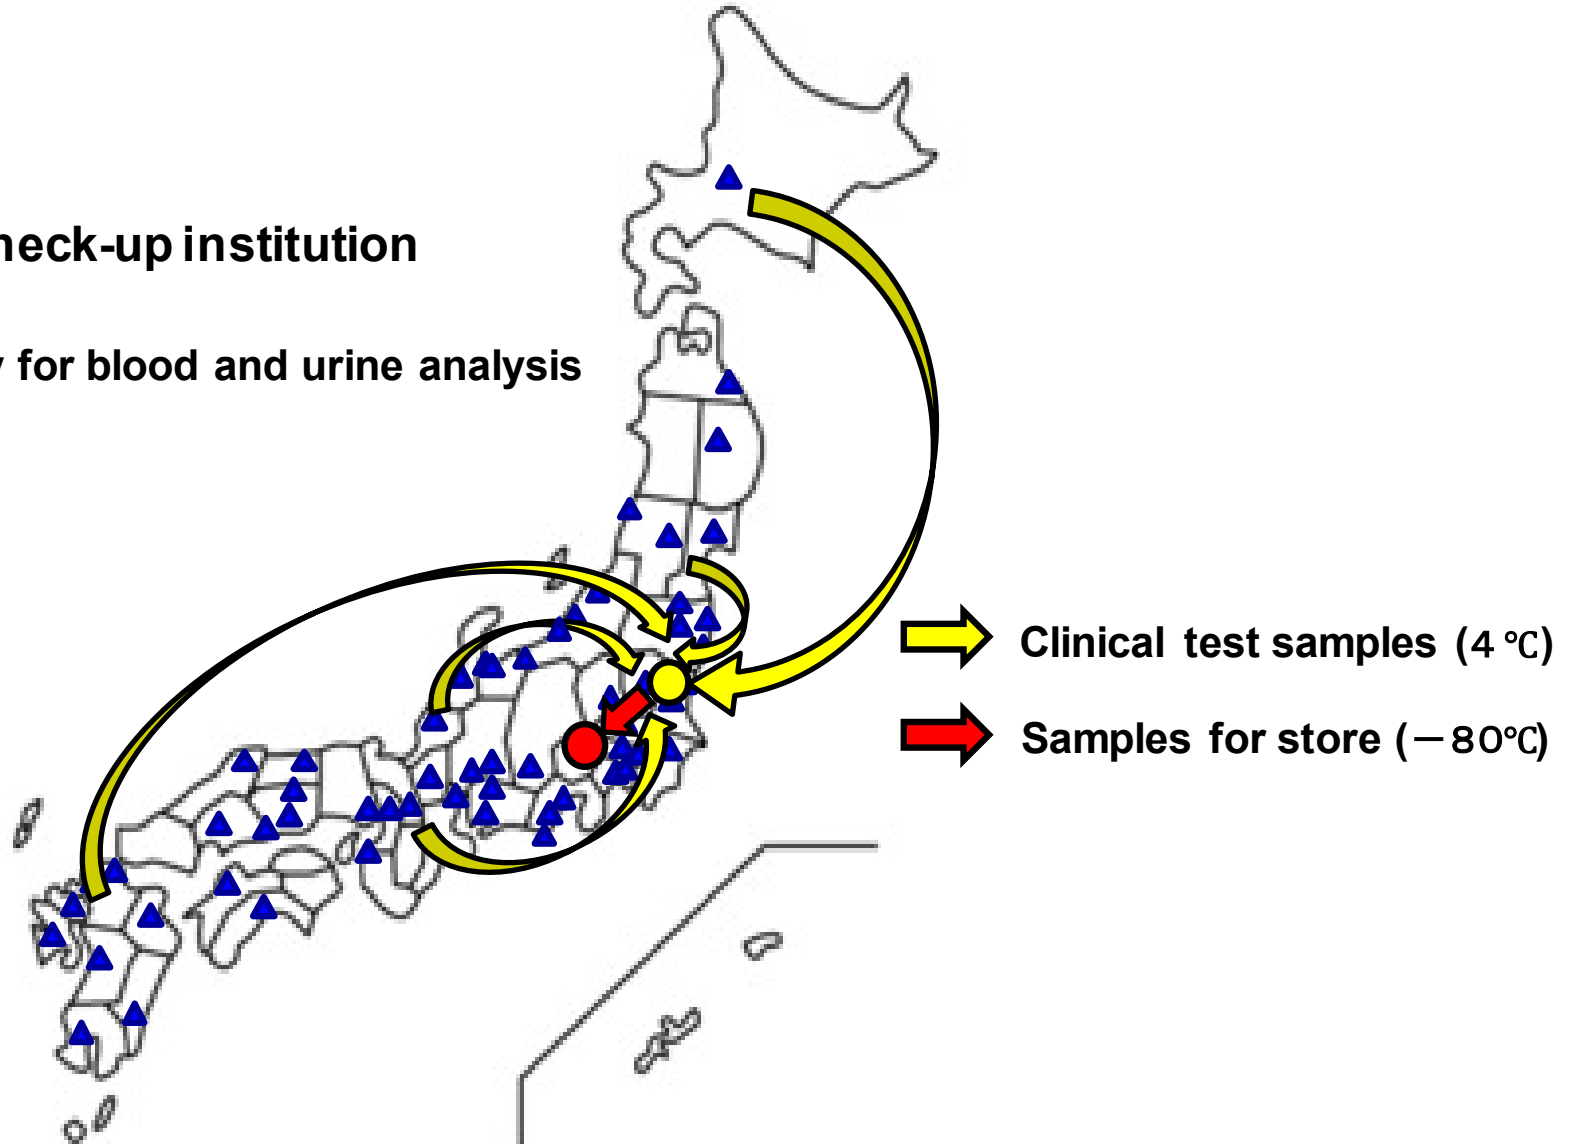 heck-up institution
for blood and urine analysis
Clinical test samples (4 ℃)
Samples for store (－80℃)